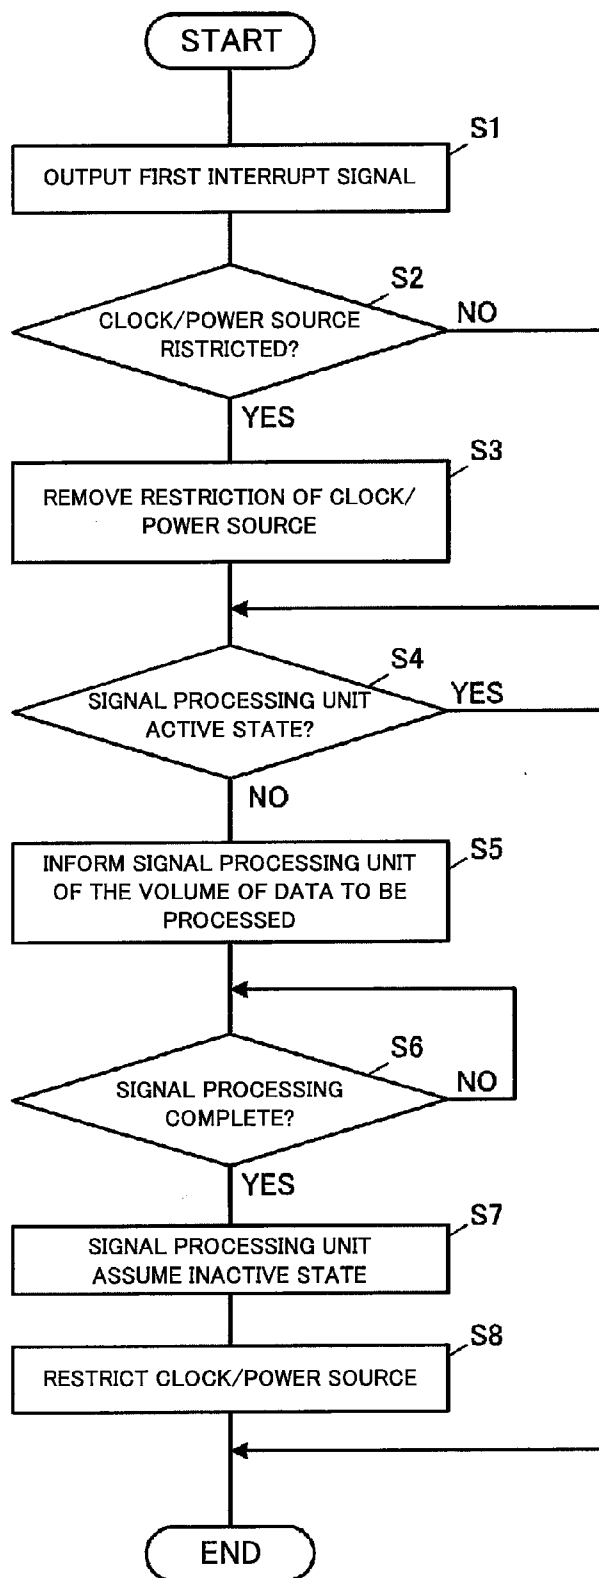 START
S1
OUTPUT FIRST INTERRUPT SIGNAL
S2
CLOCK/POWER SOURCE
RISTRICTED?
NO
YES
S3
REMOVE RESTRICTION OF CLOCK/
POWER SOURCE
S4
SIGNAL PROCESSING UNIT
ACTIVE STATE?
YES
NO
S5
INFORM SIGNAL PROCESSING UNIT
OF THE VOLUME OF DATA TO BE
PROCESSED
S6
SIGNAL PROCESSING
COMPLETE?
NO
YES
S7
SIGNAL PROCESSING UNIT
ASSUME INACTIVE STATE
S8
RESTRICT CLOCK/POWER SOURCE
END